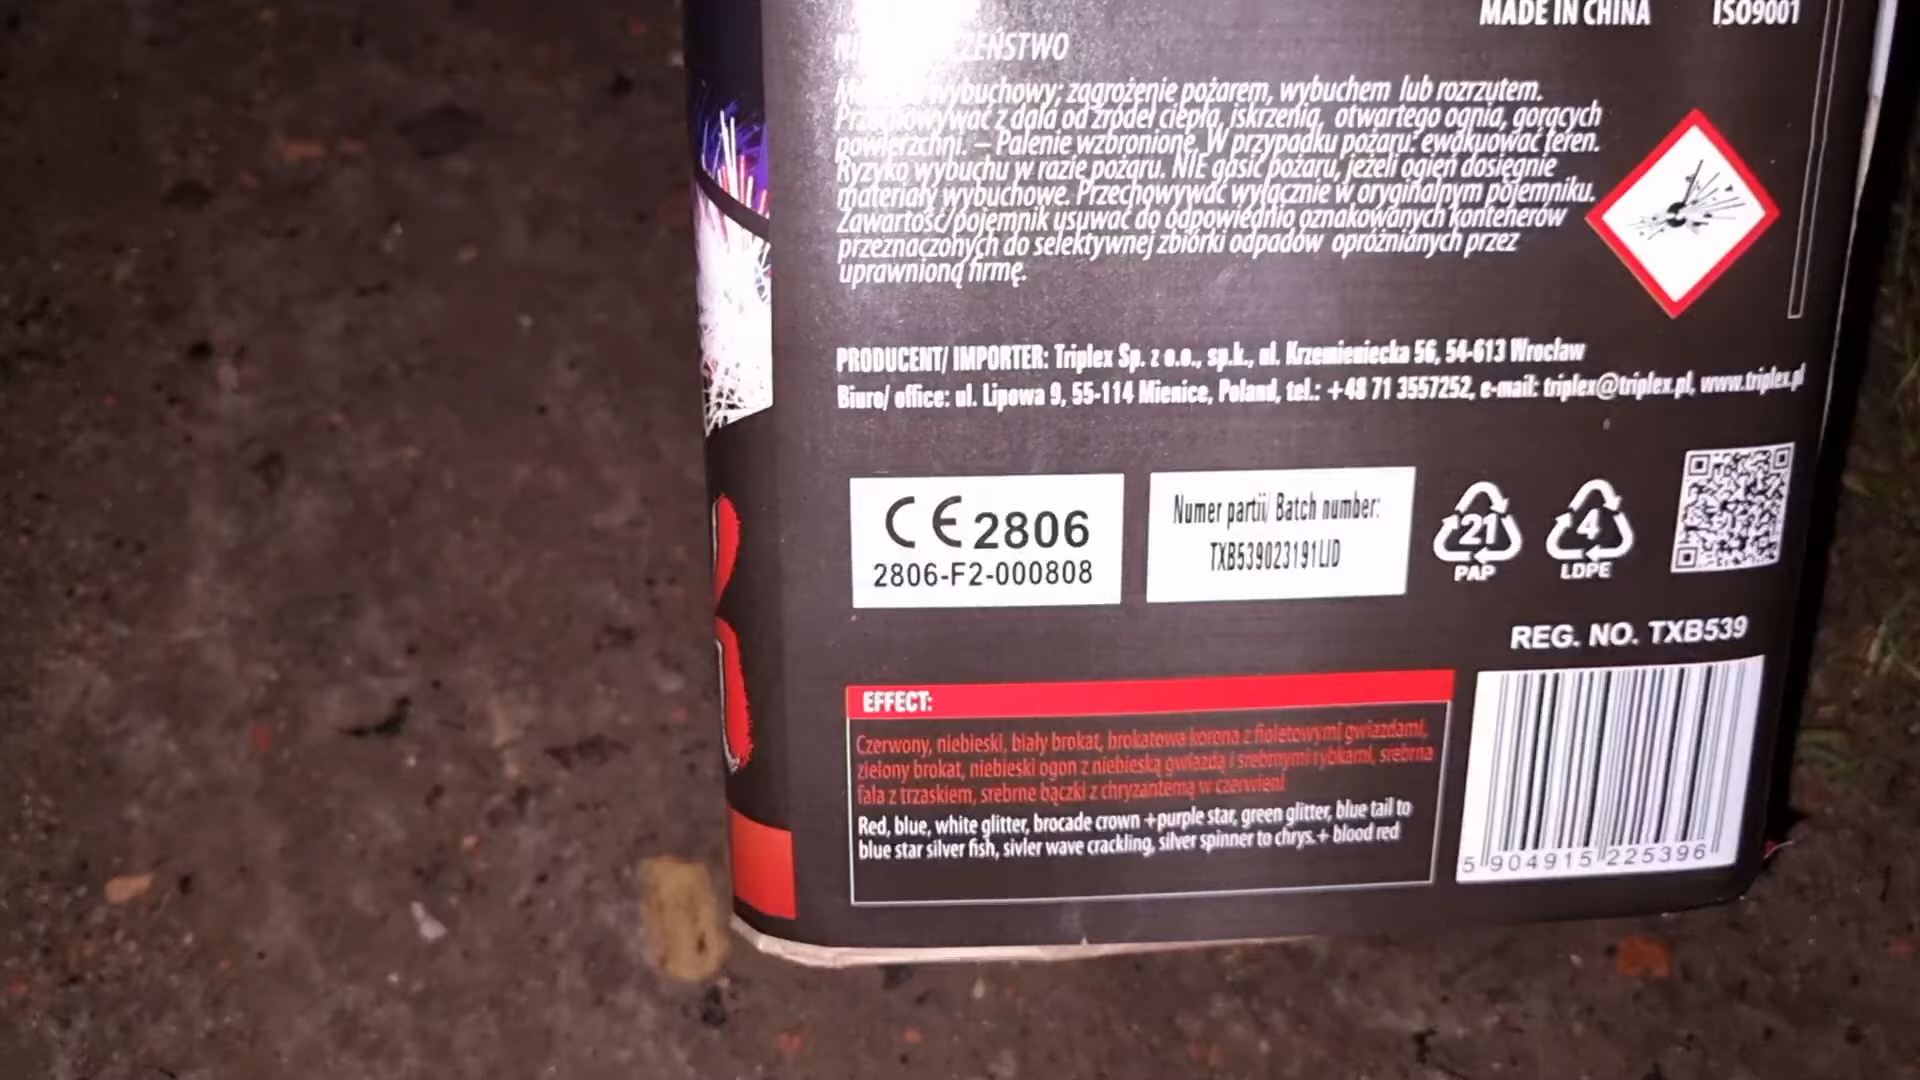 MADE IN CHINA ISO9001
wybuchowy; zagrożenie pożarem, wybuchem lub rozrzutem.
Przechowywać z dala od źródeł ciepła, iskrzenia, otwartego ognia, gorących
powierzchni. – Palenie wzbronione. W przypadku pożaru: ewakuować teren.
Ryzyko wybuchu w razie pożaru. NIE gasić pożaru, jeżeli ogień dosięgnie
materiały wybuchowe. Przechowywać wyłącznie w oryginalnym pojemniku.
Zawartość/pojemnik usuwać do odpowiednio oznakowanych kontenerów
przeznaczonych do selektywnej zbiórki odpadów opróżnianych przez
uprawnioną firmę.
PRODUCENT/ IMPORTER: Triplex Sp. z o.o., sp.k., ul. Krzemieniecka 56, 54-613 Wrocław
Biuro/ office: ul. Lipowa 9, 55-114 Mienice, Poland, tel.: +48 71 3557252, e-mail: triplex@triplex.pl, www.triplex.pl
CE 2806
2806-F2-000808
Numer partii/ Batch number:
TXB539023191LID
21
PAP
4
LDPE
REG. NO. TXB539
EFFECT:
Czerwony, niebieski, biały brokat, brokatowa korona z fioletowymi gwiazdami,
zielony brokat, niebieski ogon z niebieską gwiazdą i srebrnymi rybkami, srebrna
fala z trzaskiem, srebrne bączki z chryzantemą w czerwieni
Red, blue, white glitter, brocade crown +purple star, green glitter, blue tail to
blue star silver fish, sivler wave crackling, silver spinner to chrys.+ blood red
5 904915 225396